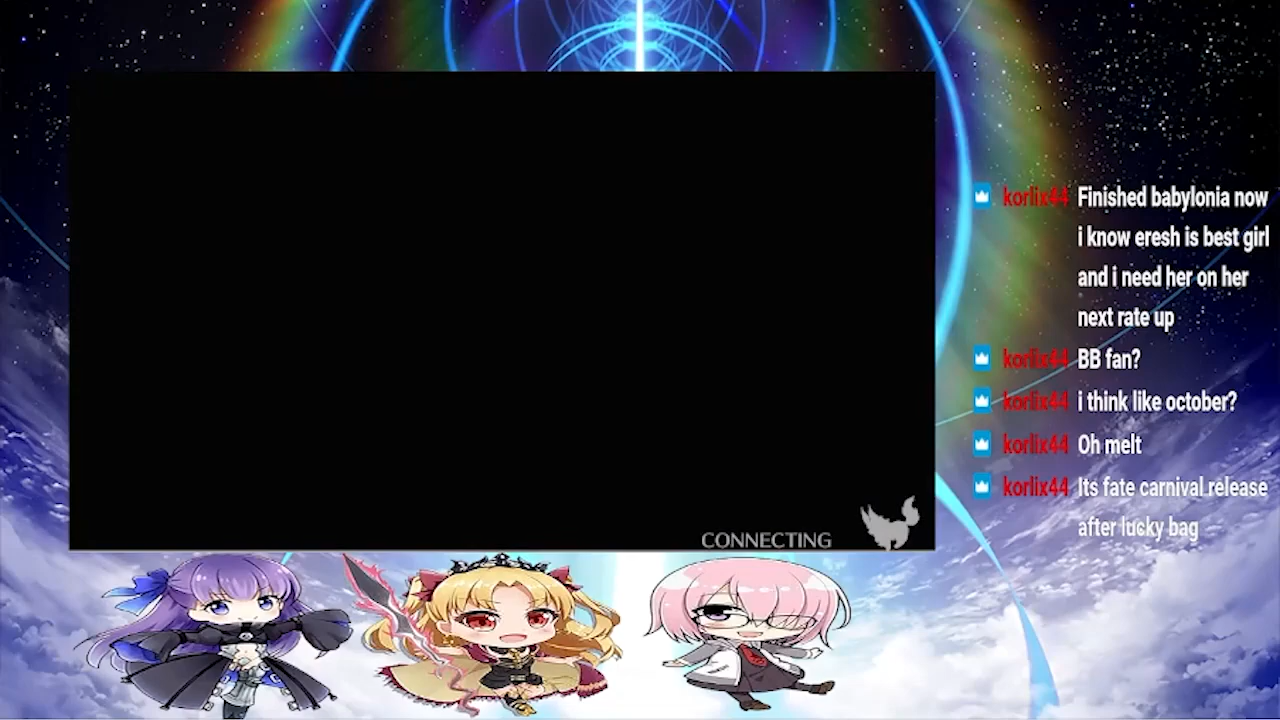 korlix44 Finished babylonia now
i know eresh is best girl
and i need her on her
next rate up
korlix44 BB fan?
korlix44 i think like october?
korlix44 Oh melt
korlix44 Its fate carnival release
after lucky bag
CONNECTING